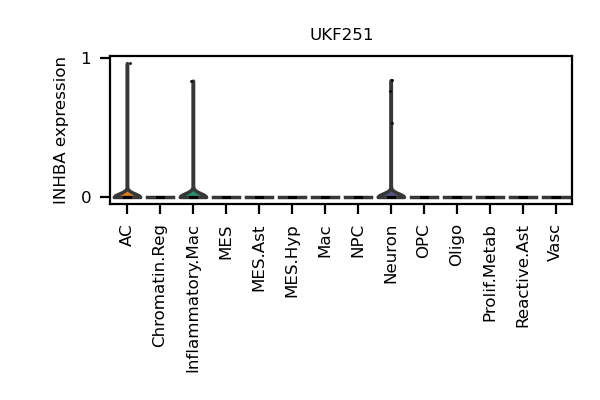 UKF251
INHBA expression
1
0
AC
Chromatin.Reg
Inflammatory.Mac
MES
MES.Ast
MES.Hyp
Mac
NPC
Neuron
OPC
Oligo
Prolif.Metab
Reactive.Ast
Vasc